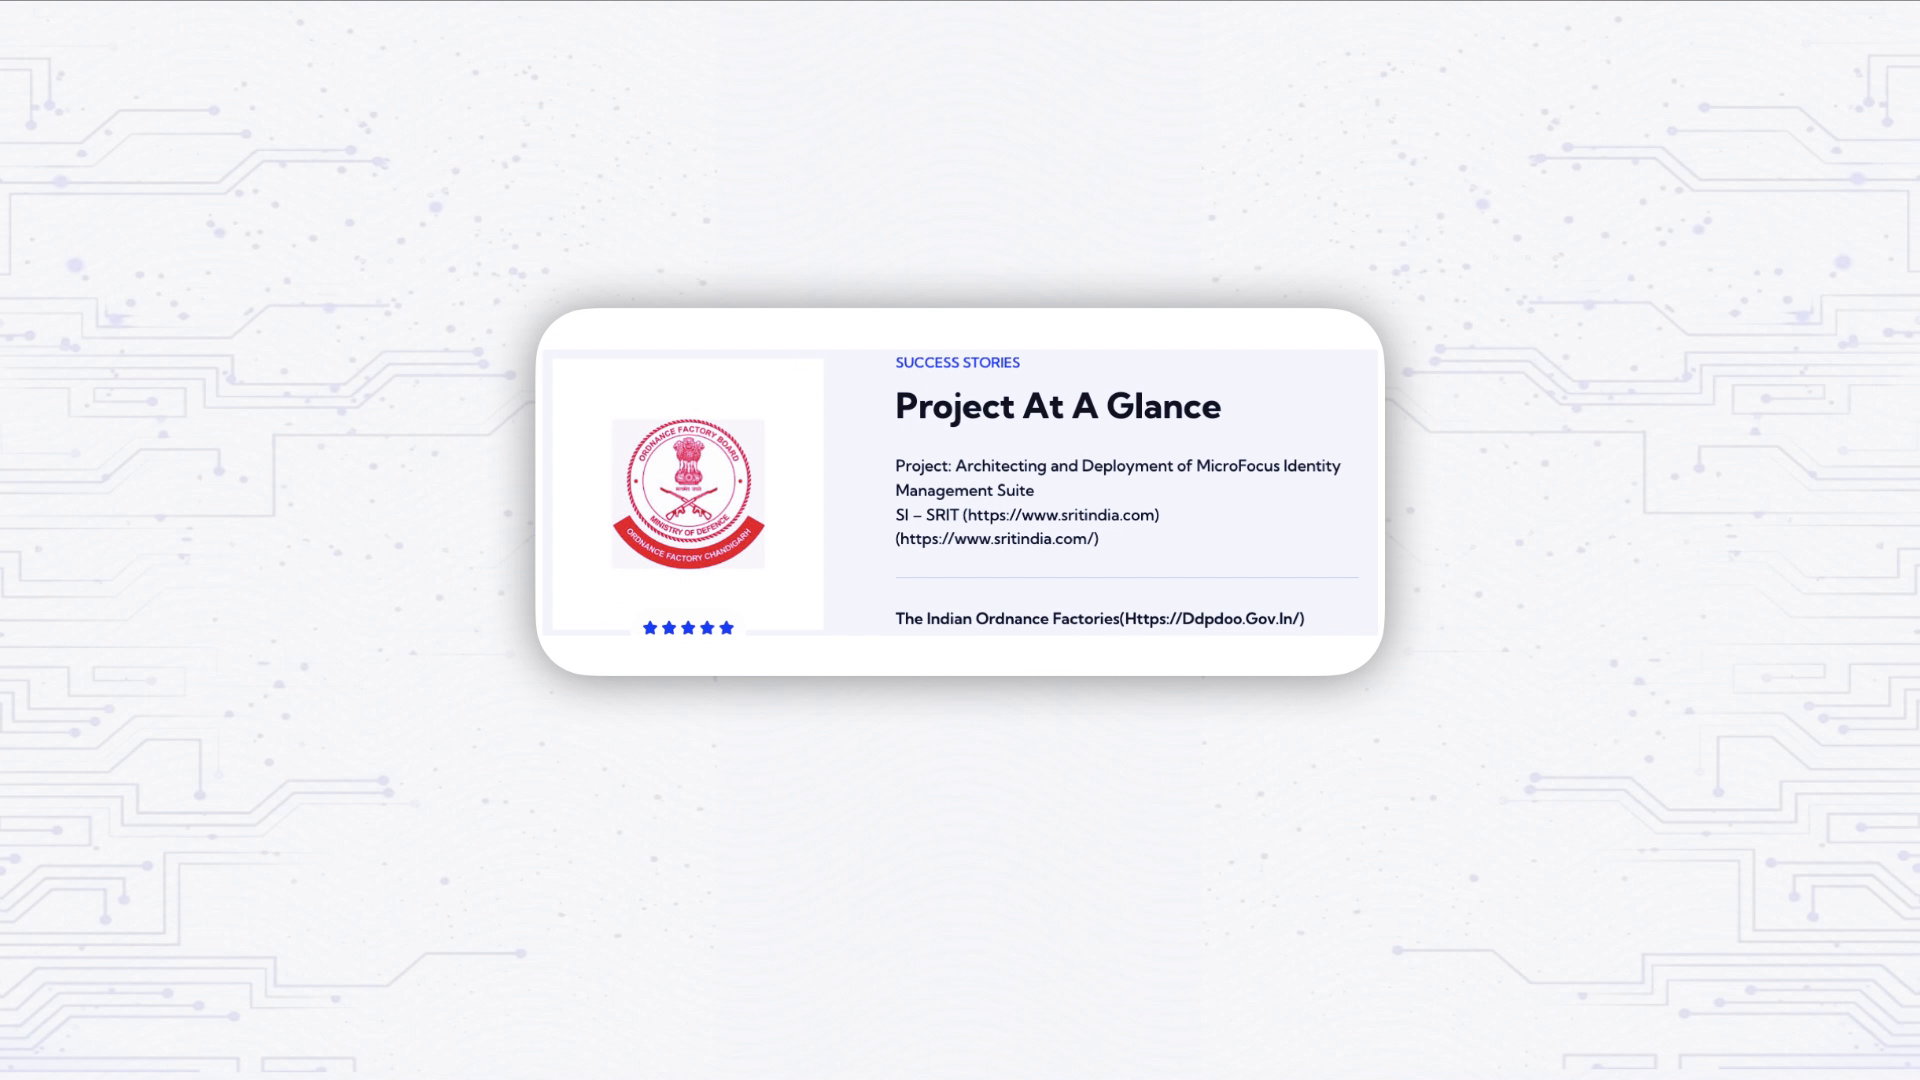 SUCCESS STORIES
Project At A Glance
Project: Architecting and Deployment of MicroFocus Identity
Management Suite
SI – SRIT (https://www.sritindia.com)
(https://www.sritindia.com/)
The Indian Ordnance Factories(Https://Ddpdoo.Gov.In/)
ORDNANCE FACTORY BOARD
MINISTRY OF DEFENCE
ORDNANCE FACTORY CHANDIGARH